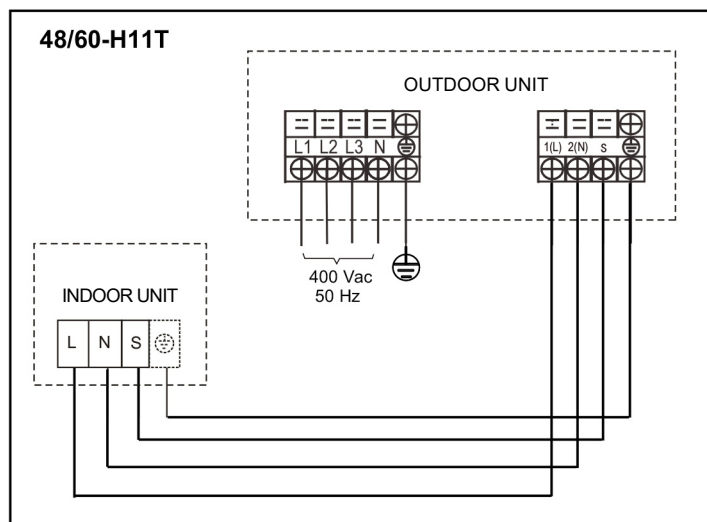 48/60-H11T
OUTDOOR UNIT
L1 L2 L3 N
1(L) 2(N) S
400 Vac
50 Hz
INDOOR UNIT
L N S